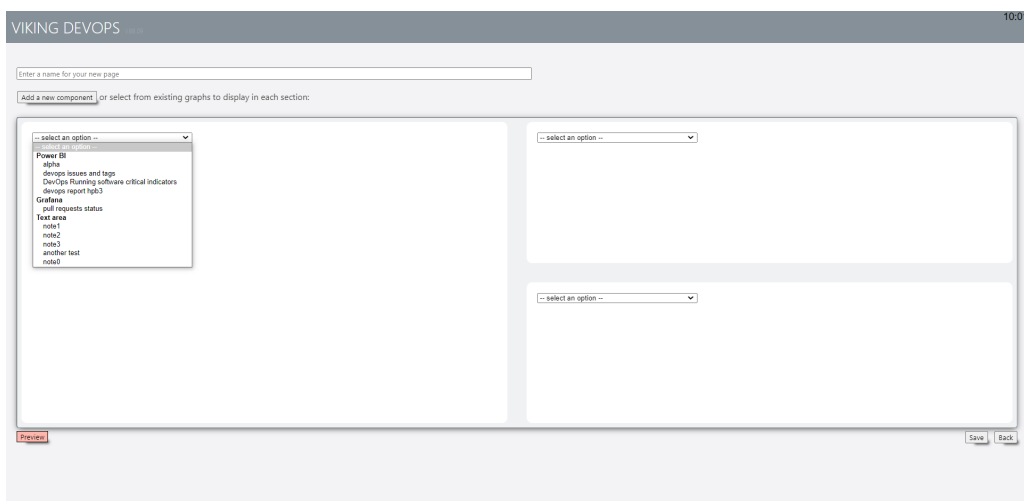 10:0
VIKING DEVOPS
Enter a name for your new page
Add a new component or select from existing graphs to display in each section:
-- select an option --
-- select an option --
Power BI
alpha
devops issues and tags
DevOps Running software critical indicators
devops report hpb3
Grafana
pull requests status
Text area
note1
note2
note3
another test
note0
-- select an option --
-- select an option --
Preview
Save
Back